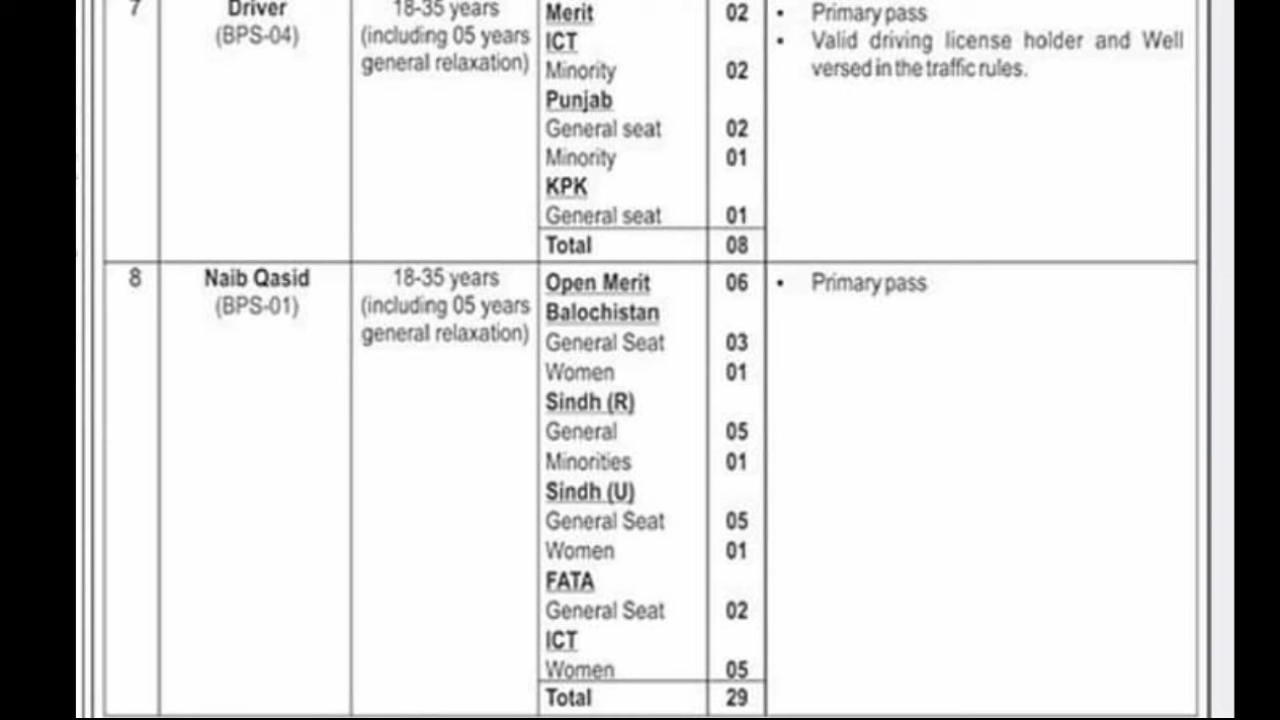 7 Driver 18-35 years Merit 02 • Primary pass
(BPS-04) (including 05 years ICT • Valid driving license holder and Well
general relaxation) Minority 02 versed in the traffic rules.
Punjab
General seat 02
Minority 01
KPK
General seat 01
Total 08
8 Naib Qasid 18-35 years Open Merit 06 • Primary pass
(BPS-01) (including 05 years Balochistan
general relaxation) General Seat 03
Women 01
Sindh (R)
General 05
Minorities 01
Sindh (U)
General Seat 05
Women 01
FATA
General Seat 02
ICT
Women 05
Total 29